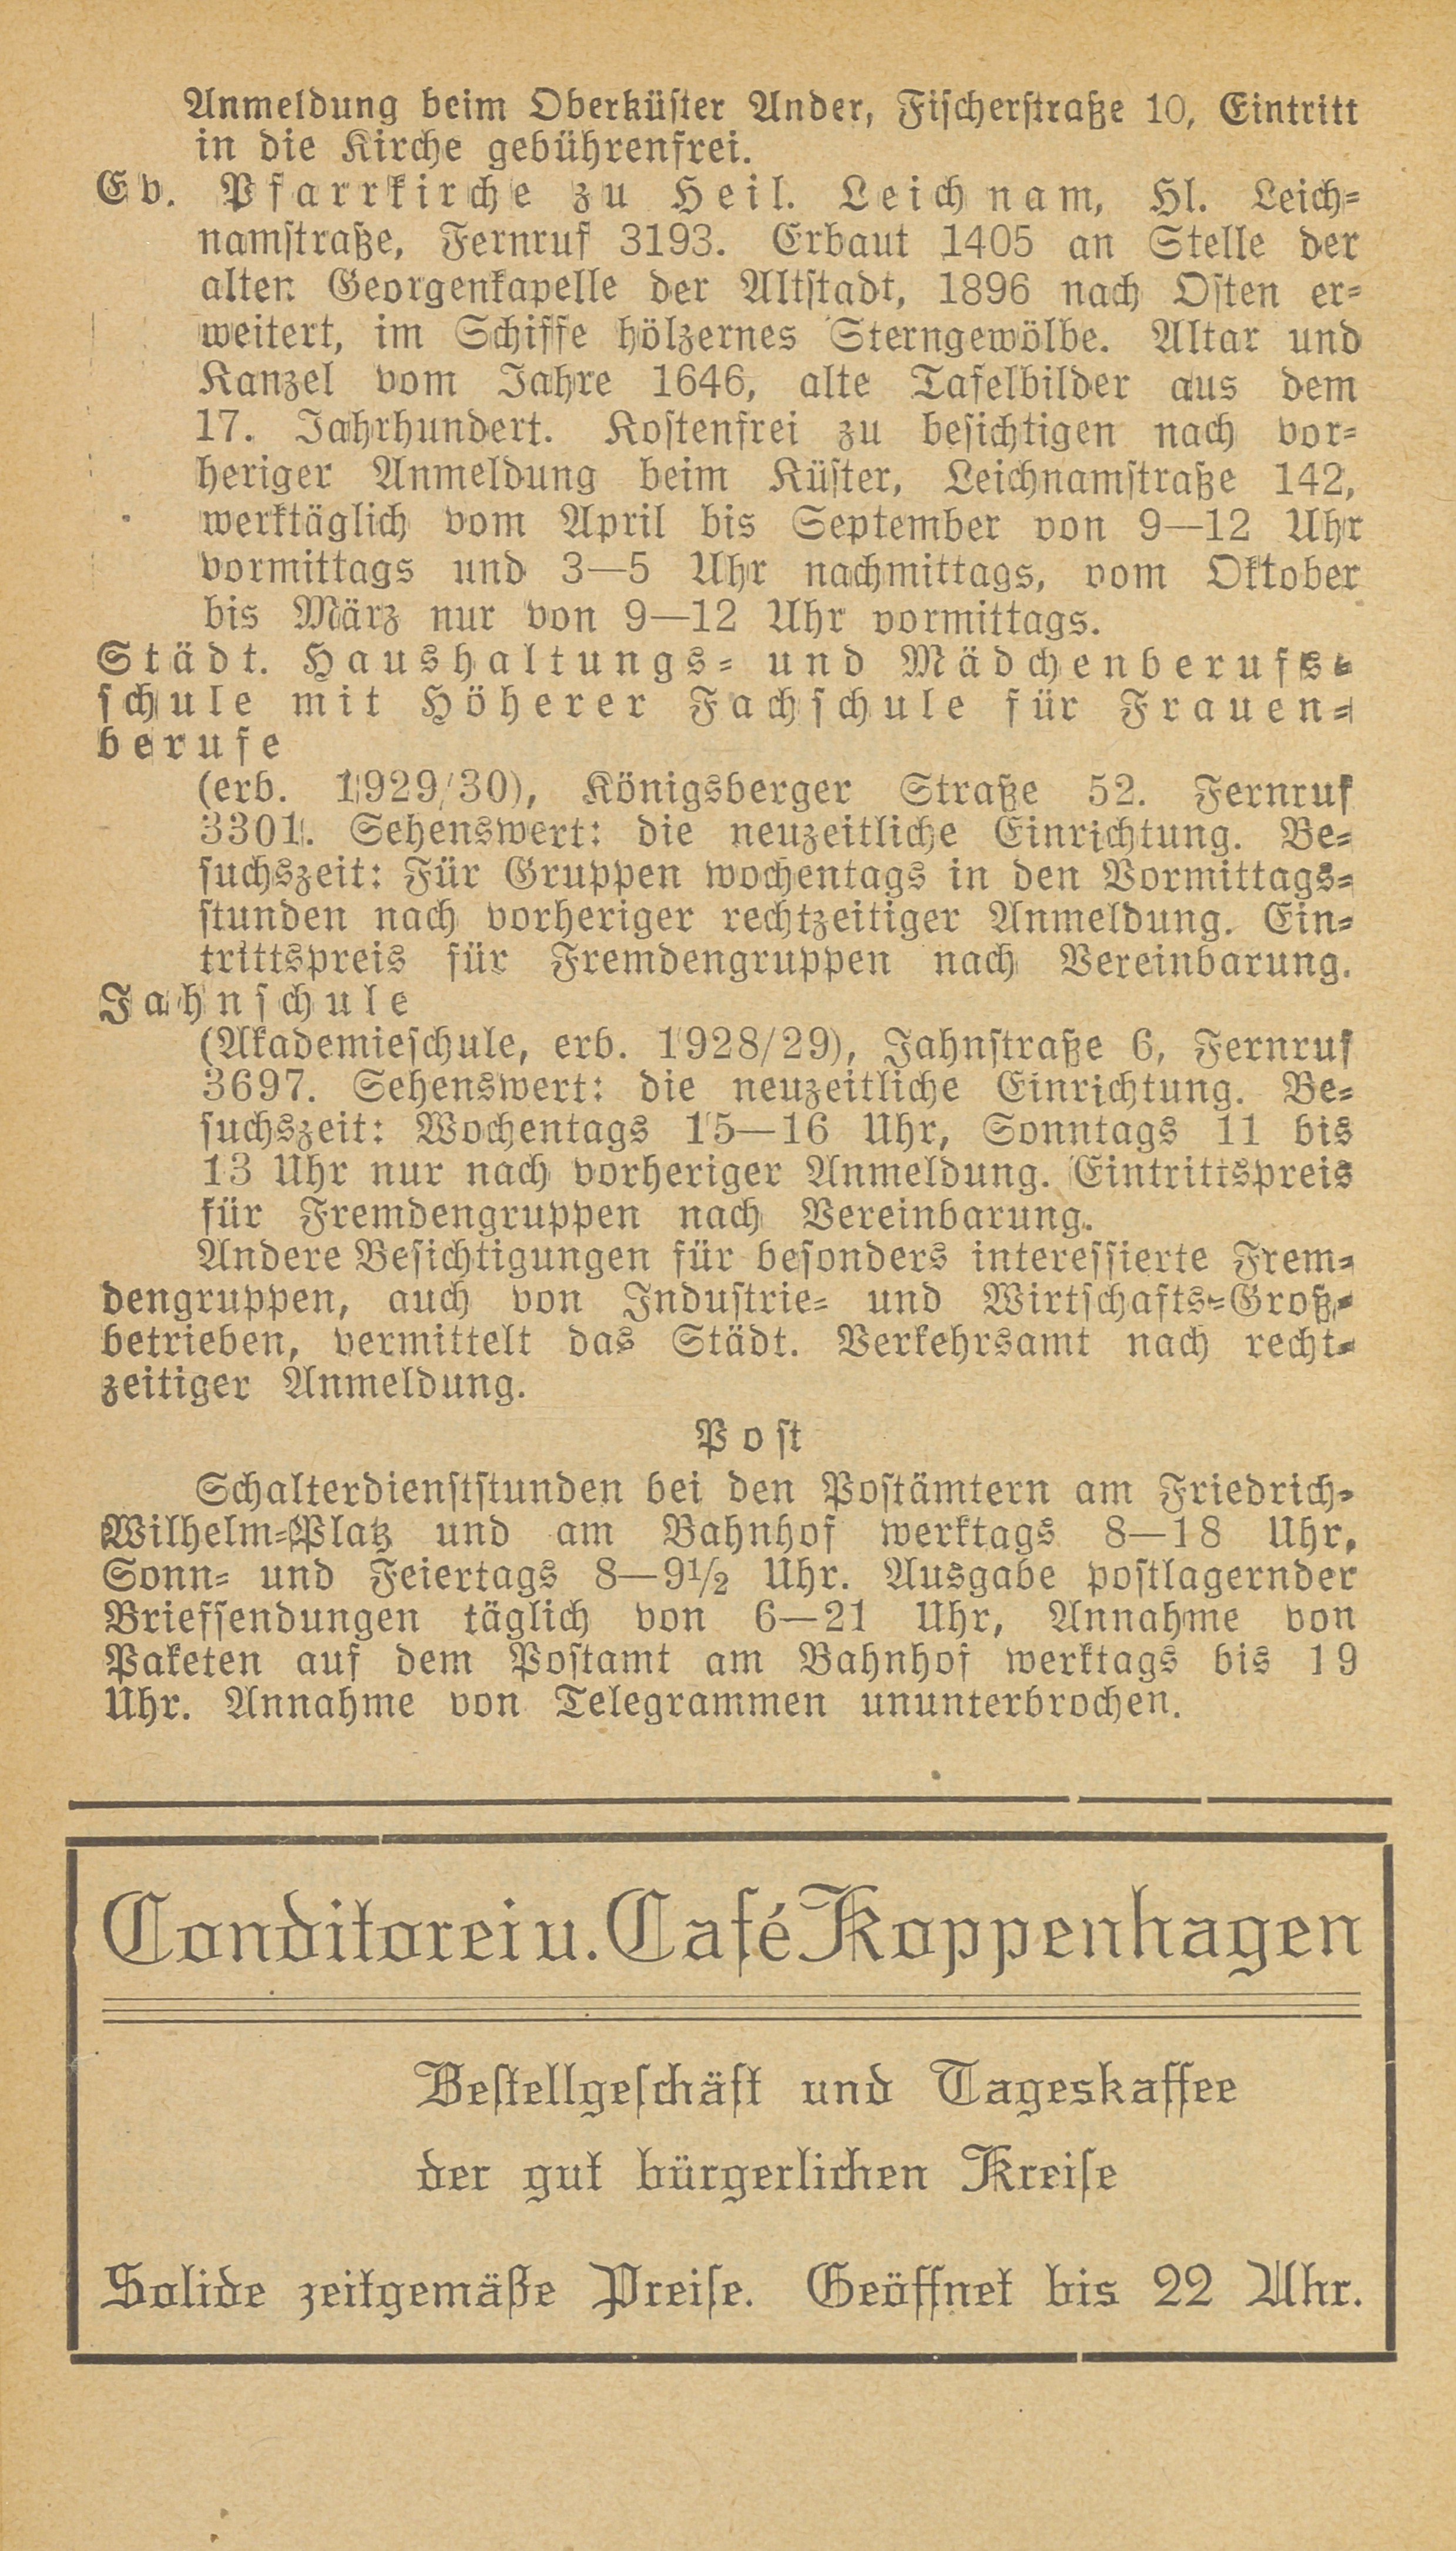 Anmeldung beim Oberküster Ander, Fischerstraße 10, Eintritt
in die Kirche gebührenfrei.
Ev. Pfarrkirche zu Heil. Leichnam, Hl. Leich-
namstraße, Fernruf 3193. Erbaut 1405 an Stelle der
alten Georgenkapelle der Altstadt, 1896 nach Osten er-
weitert, im Schiffe hölzernes Sterngewölbe. Altar und
Kanzel vom Jahre 1646, alte Tafelbilder aus dem
17. Jahrhundert. Kostenfrei zu besichtigen nach vor-
heriger Anmeldung beim Küster, Leichnamstraße 142,
werktäglich vom April bis September von 9—12 Uhr
vormittags und 3—5 Uhr nachmittags, vom Oktober
bis März nur von 9—12 Uhr vormittags.
Städt. Haushaltungs- und Mädchenberufs-
schule mit Höherer Fachschule für Frauen-
berufe
(erb. 1929/30), Königsberger Straße 52. Fernruf
3301. Sehenswert: die neuzeitliche Einrichtung. Be-
suchszeit: Für Gruppen wochentags in den Vormittags-
stunden nach vorheriger rechtzeitiger Anmeldung. Ein-
trittspreis für Fremdengruppen nach Vereinbarung.
Jahnschule
(Akademieschule, erb. 1928/29), Jahnstraße 6, Fernruf
3697. Sehenswert: die neuzeitliche Einrichtung. Be-
suchszeit: Wochentags 15—16 Uhr, Sonntags 11 bis
13 Uhr nur nach vorheriger Anmeldung. Eintrittspreis
für Fremdengruppen nach Vereinbarung.
Andere Besichtigungen für besonders interessierte Frem-
dengruppen, auch von Industrie- und Wirtschafts-Groß-
betrieben, vermittelt das Städt. Verkehrsamt nach recht-
zeitiger Anmeldung.
Post
Schalterdienststunden bei den Postämtern am Friedrich-
Wilhelm-Platz und am Bahnhof werktags 8—18 Uhr,
Sonn- und Feiertags 8—9½ Uhr. Ausgabe postlagernder
Briefsendungen täglich von 6—21 Uhr, Annahme von
Paketen auf dem Postamt am Bahnhof werktags bis 19
Uhr. Annahme von Telegrammen ununterbrochen.
Conditorei u. Café Koppenhagen
Bestellgeschäft und Tageskaffee
der gut bürgerlichen Kreise
Solide zeitgemäße Preise. Geöffnet bis 22 Uhr.